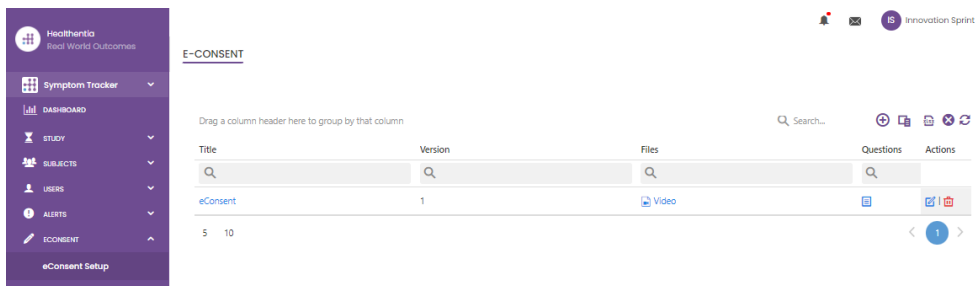 Healthentia
Real World Outcomes
IS Innovation Sprint
E-CONSENT
Symptom Tracker
DASHBOARD
STUDY
SUBJECTS
USERS
ALERTS
ECONSENT
eConsent Setup
Drag a column header here to group by that column
Search...
Title Version Files Questions Actions
eConsent 1 Video
5 10
1